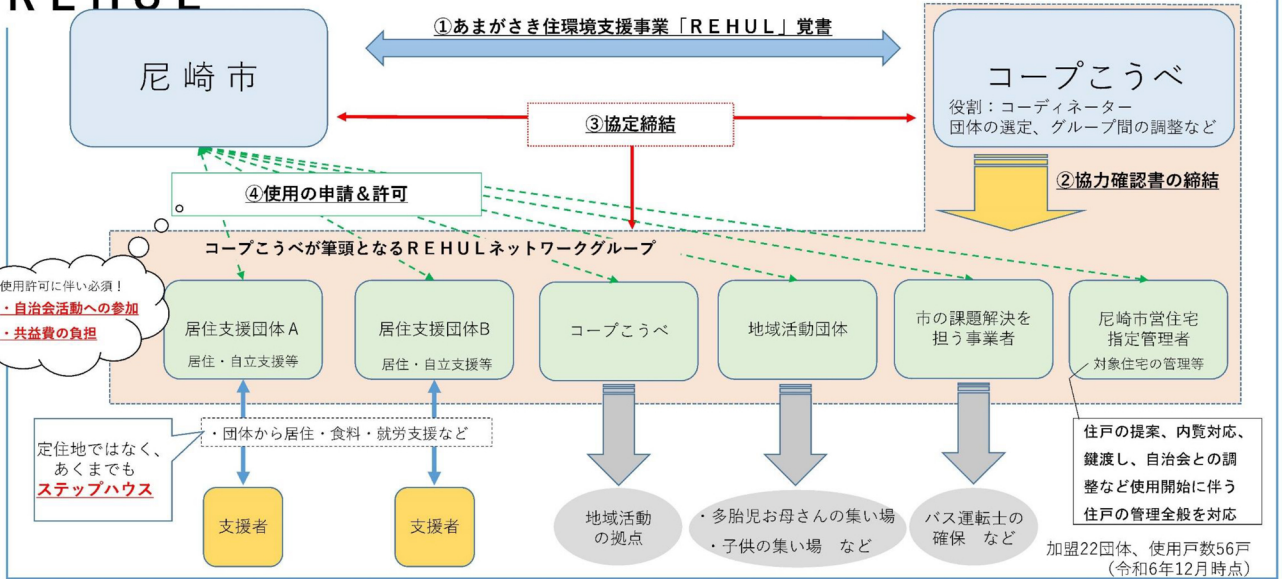 REHUL
①あまがさき住環境支援事業「REHUL」覚書
尼崎市
コープこうべ
役割：コーディネーター
団体の選定、グループ間の調整など
③協定締結
②協力確認書の締結
④使用の申請＆許可
コープこうべが筆頭となるREHULネットワークグループ
使用許可に伴い必須！
・自治会活動への参加
・共益費の負担
居住支援団体A
居住・自立支援等
居住支援団体B
居住・自立支援等
コープこうべ
地域活動団体
市の課題解決を
担う事業者
尼崎市営住宅
指定管理者
対象住宅の管理等
・団体から居住・食料・就労支援など
定住地ではなく、
あくまでも
ステップハウス
支援者
支援者
地域活動
の拠点
・多胎児お母さんの集い場
・子供の集い場　など
バス運転士の
確保　など
住戸の提案、内覧対応、
鍵渡し、自治会との調
整など使用開始に伴う
住戸の管理全般を対応
加盟22団体、使用戸数56戸
（令和6年12月時点）